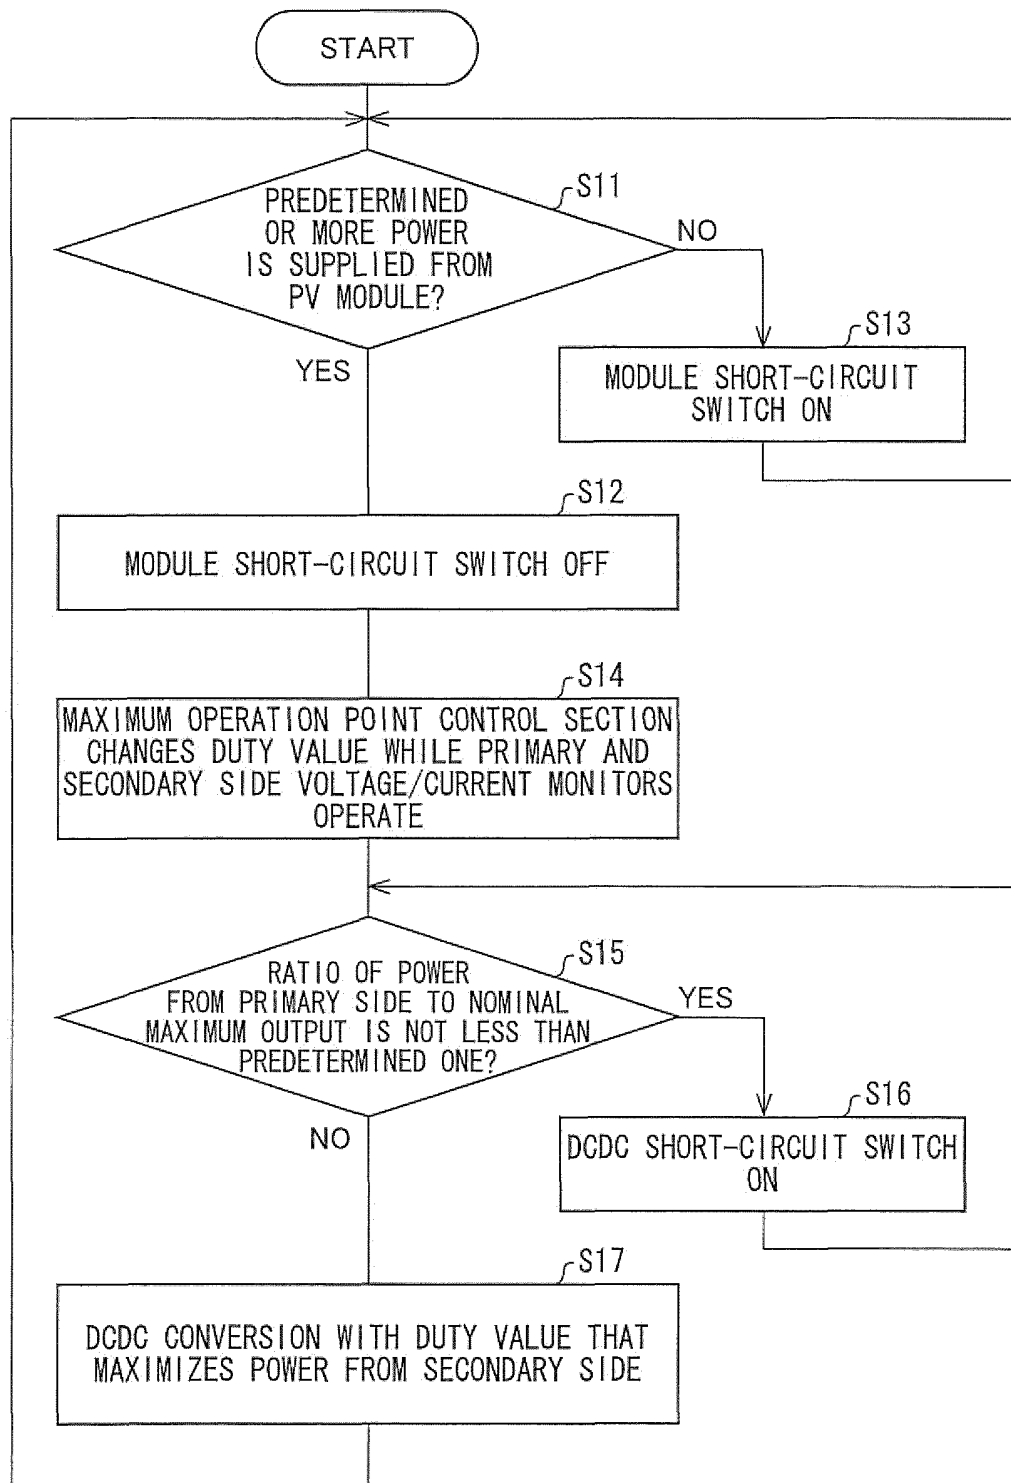 START
S11
PREDETERMINED
OR MORE POWER
IS SUPPLIED FROM
PV MODULE?
NO
YES
S13
MODULE SHORT-CIRCUIT
SWITCH ON
S12
MODULE SHORT-CIRCUIT SWITCH OFF
S14
MAXIMUM OPERATION POINT CONTROL SECTION
CHANGES DUTY VALUE WHILE PRIMARY AND
SECONDARY SIDE VOLTAGE/CURRENT MONITORS
OPERATE
S15
RATIO OF POWER
FROM PRIMARY SIDE TO NOMINAL
MAXIMUM OUTPUT IS NOT LESS THAN
PREDETERMINED ONE?
YES
NO
S16
DCDC SHORT-CIRCUIT SWITCH
ON
S17
DCDC CONVERSION WITH DUTY VALUE THAT
MAXIMIZES POWER FROM SECONDARY SIDE